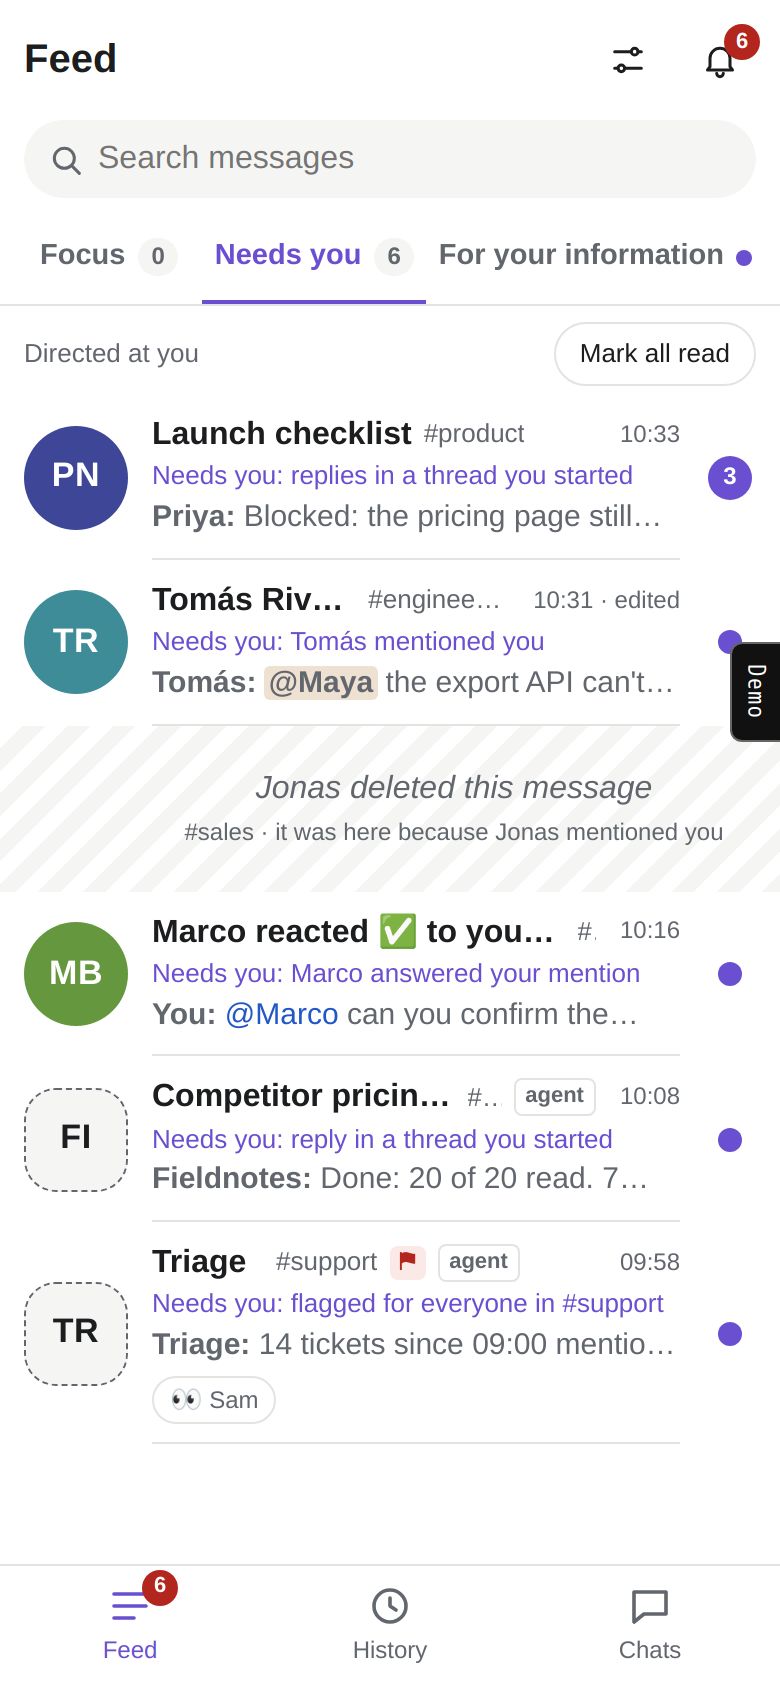 Feed
6
Search messages
Focus 0 Needs you 6 For your information
Directed at you
Mark all read
PN
Launch checklist #product 10:33
Needs you: replies in a thread you started
3
Priya: Blocked: the pricing page still…
TR
Tomás Riv… #enginee… 10:31 · edited
Needs you: Tomás mentioned you
Tomás: @Maya the export API can't…
Demo
Jonas deleted this message
#sales · it was here because Jonas mentioned you
MB
Marco reacted ✅ to you… #. 10:16
Needs you: Marco answered your mention
You: @Marco can you confirm the…
FI
Competitor pricin… #… agent 10:08
Needs you: reply in a thread you started
Fieldnotes: Done: 20 of 20 read. 7…
TR
Triage #support agent 09:58
Needs you: flagged for everyone in #support
Triage: 14 tickets since 09:00 mentio…
👀 Sam
6
Feed
History
Chats